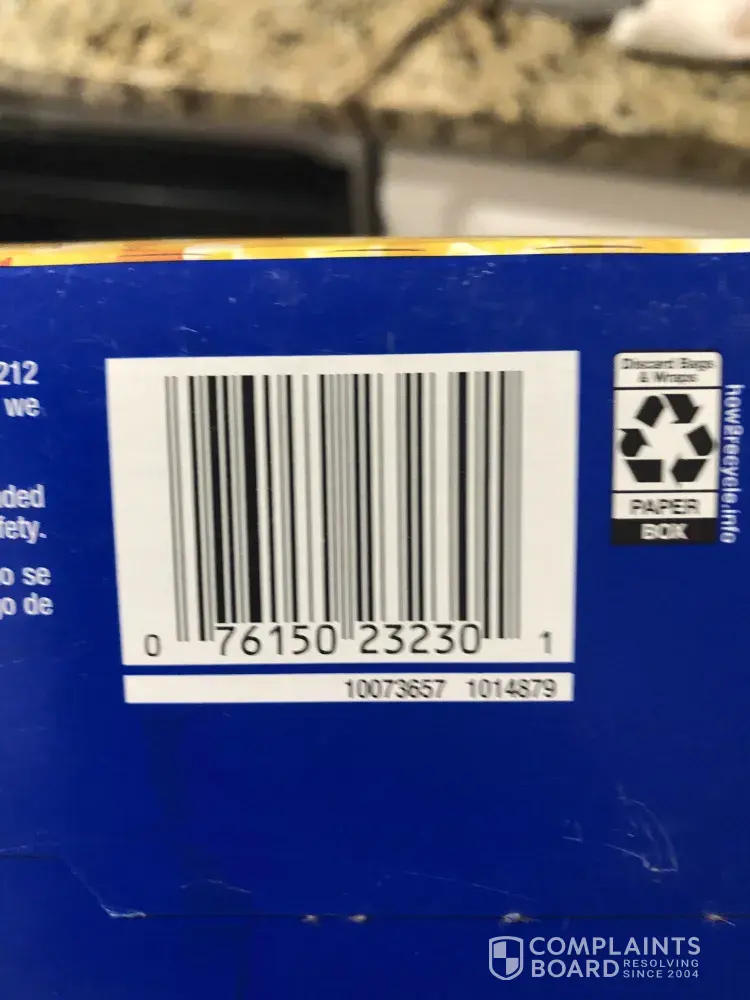 212
we
ded
fety.
o se
go de
0 76150 23230 1
10073657 1014879
Discard Bags
& Wraps
PAPER
BOX
how2recycle.info
COMPLAINTS
BOARD RESOLVING
SINCE 2004